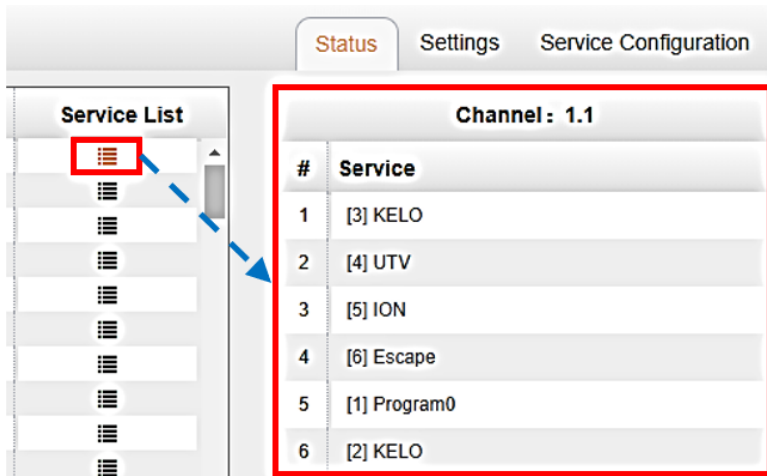 Status Settings Service Configuration
Service List
Channel：1.1
# Service
1 [3] KELO
2 [4] UTV
3 [5] ION
4 [6] Escape
5 [1] Program0
6 [2] KELO